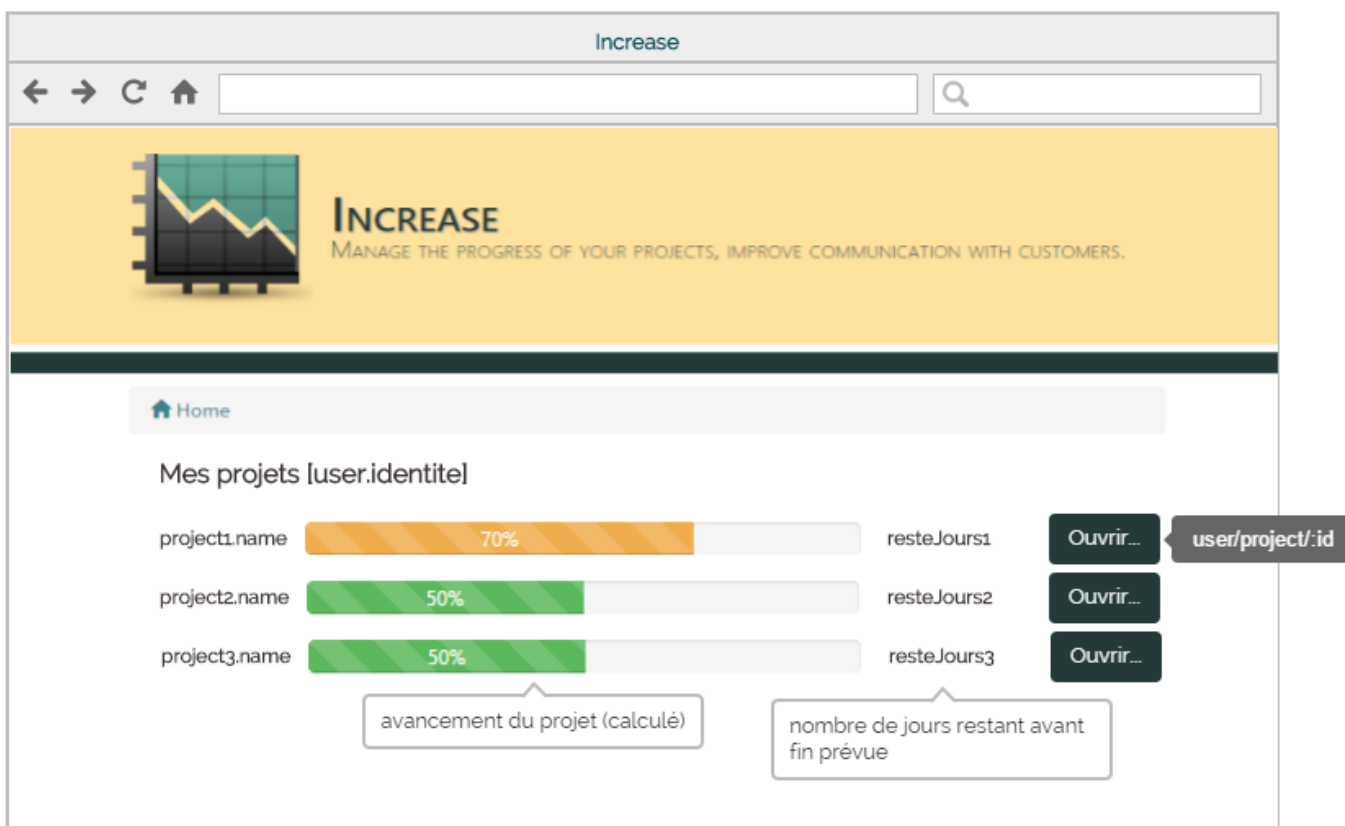 Increase
INCREASE
MANAGE THE PROGRESS OF YOUR PROJECTS, IMPROVE COMMUNICATION WITH CUSTOMERS.
Home
Mes projets [user.identite]
project1.name 70% resteJours1 Ouvrir... user/project/:id
project2.name 50% resteJours2 Ouvrir...
project3.name 50% resteJours3 Ouvrir...
avancement du projet (calculé)
nombre de jours restant avant
fin prévue